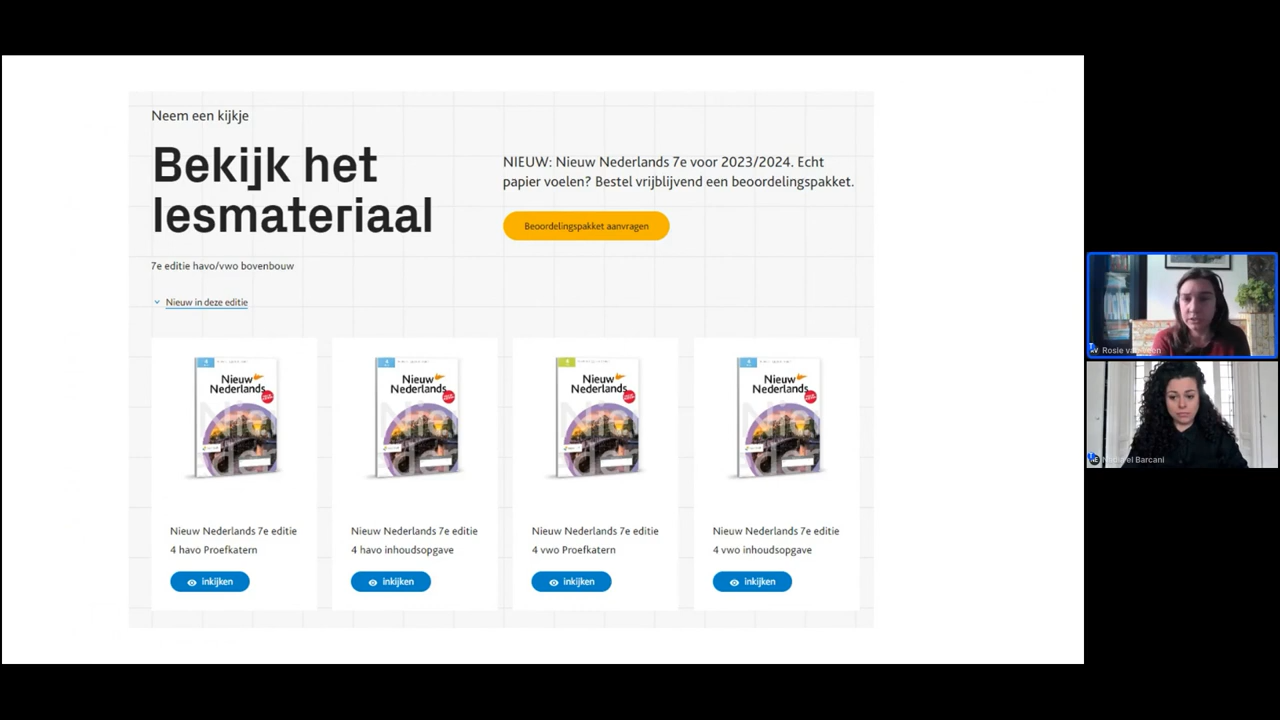 Neem een kijkje
Bekijk het
lesmateriaal
NIEUW: Nieuw Nederlands 7e voor 2023/2024. Echt
papier voelen? Bestel vrijblijvend een beoordelingspakket.
Beoordelingspakket aanvragen
7e editie havo/vwo bovenbouw
Nieuw in deze editie
Nieuw
Nederlands
Nieuw
Nederlands
Nieuw
Nederlands
Nieuw
Nederlands
Nieuw Nederlands 7e editie
4 havo Proefkatern
inkijken
Nieuw Nederlands 7e editie
4 havo inhoudsopgave
inkijken
Nieuw Nederlands 7e editie
4 vwo Proefkatern
inkijken
Nieuw Nederlands 7e editie
4 vwo inhoudsopgave
inkijken
Rosie
el Barcani